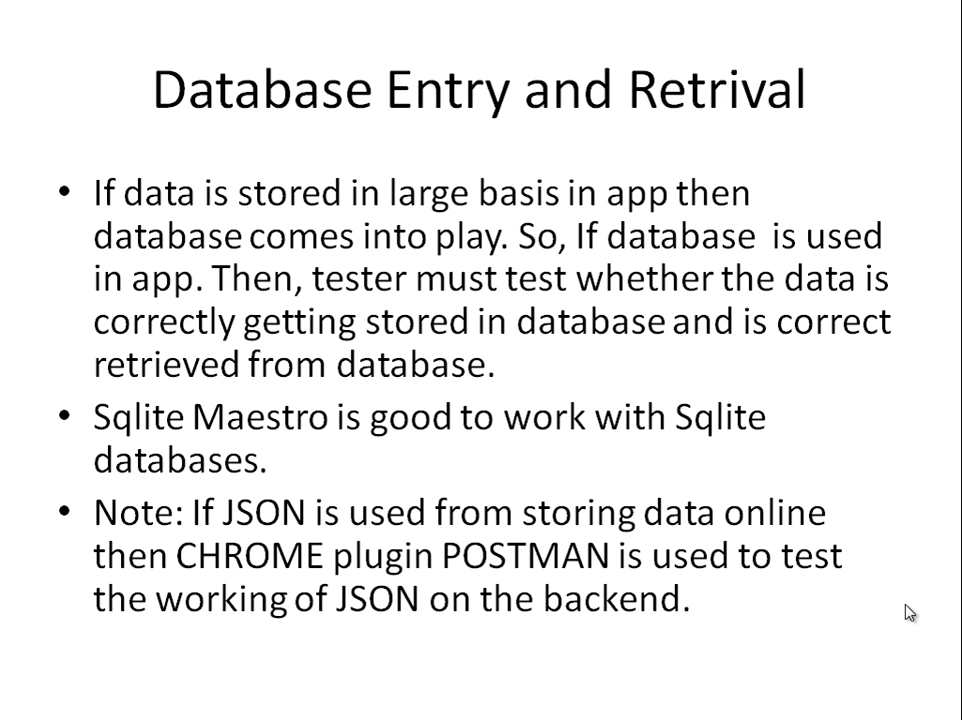 Database Entry and Retrival
• If data is stored in large basis in app then
database comes into play. So, If database is used
in app. Then, tester must test whether the data is
correctly getting stored in database and is correct
retrieved from database.
• Sqlite Maestro is good to work with Sqlite
databases.
• Note: If JSON is used from storing data online
then CHROME plugin POSTMAN is used to test
the working of JSON on the backend.